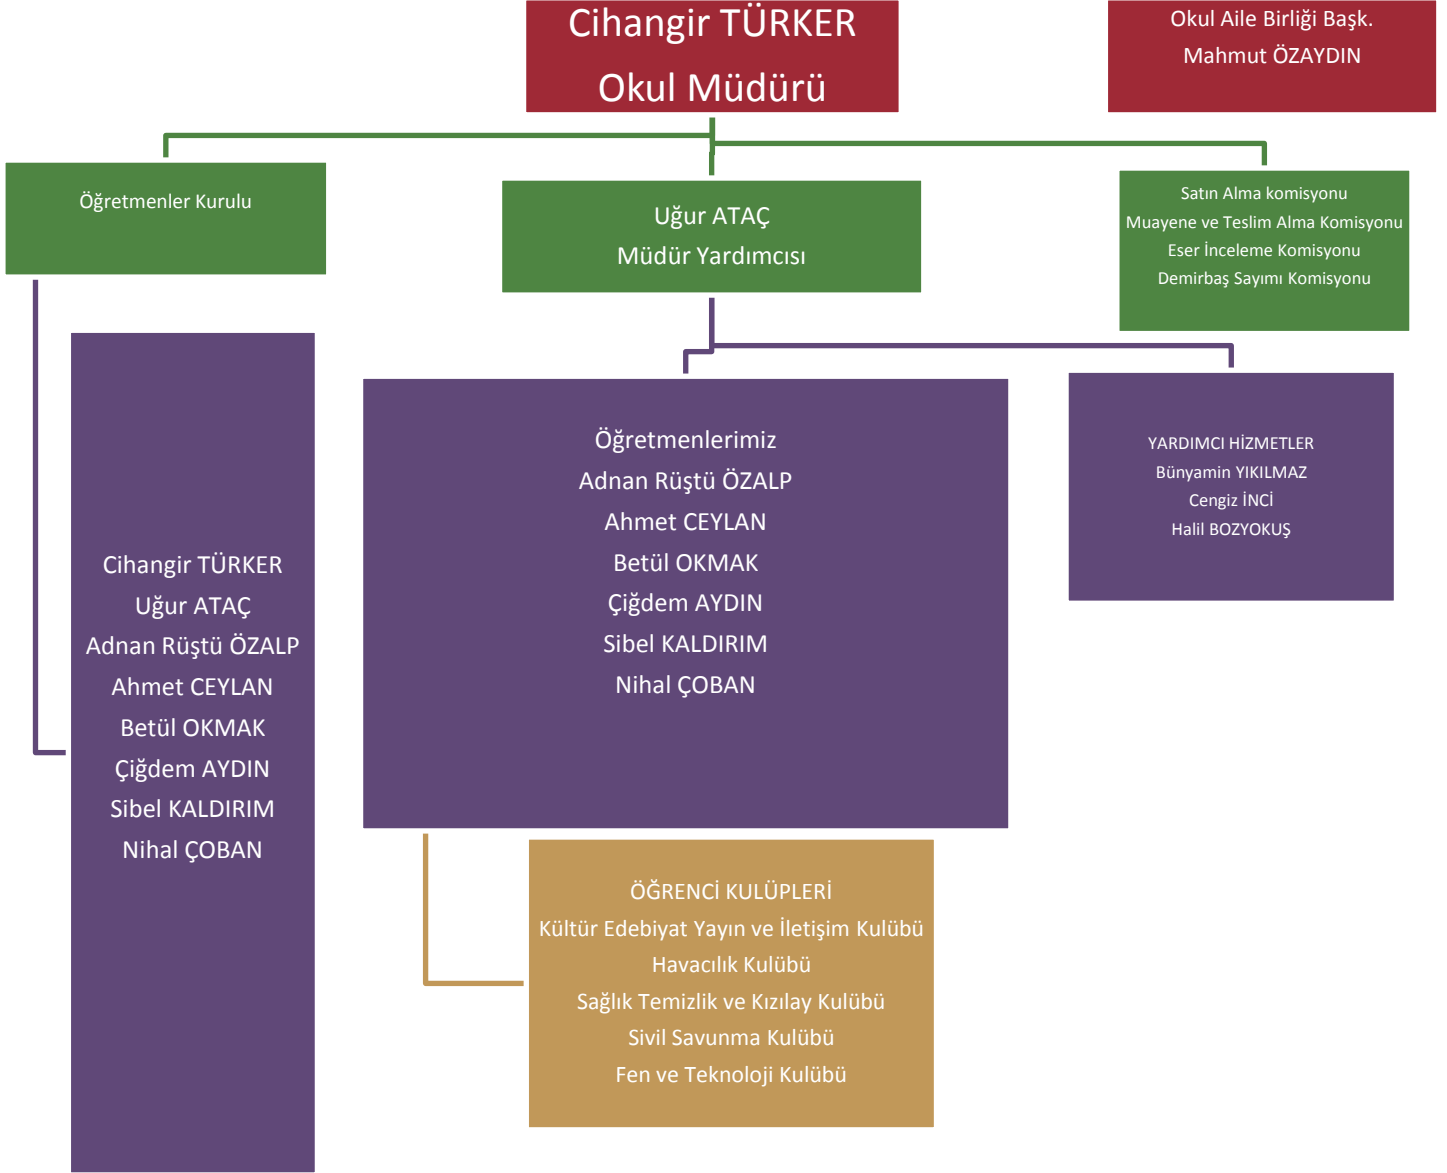 Cihangir TÜRKER
Okul Müdürü
Okul Aile Birliği Başk.
Mahmut ÖZAYDIN
Öğretmenler Kurulu
Uğur ATAÇ
Müdür Yardımcısı
Satın Alma komisyonu
Muayene ve Teslim Alma Komisyonu
Eser İnceleme Komisyonu
Demirbaş Sayımı Komisyonu
Cihangir TÜRKER
Uğur ATAÇ
Adnan Rüştü ÖZALP
Ahmet CEYLAN
Betül OKMAK
Çiğdem AYDIN
Sibel KALDIRIM
Nihal ÇOBAN
Öğretmenlerimiz
Adnan Rüştü ÖZALP
Ahmet CEYLAN
Betül OKMAK
Çiğdem AYDIN
Sibel KALDIRIM
Nihal ÇOBAN
YARDIMCI HİZMETLER
Bünyamin YIKILMAZ
Cengiz İNCİ
Halil BOZYOKUŞ
ÖĞRENCİ KULÜPLERİ
Kültür Edebiyat Yayın ve İletişim Kulübü
Havacılık Kulübü
Sağlık Temizlik ve Kızılay Kulübü
Sivil Savunma Kulübü
Fen ve Teknoloji Kulübü